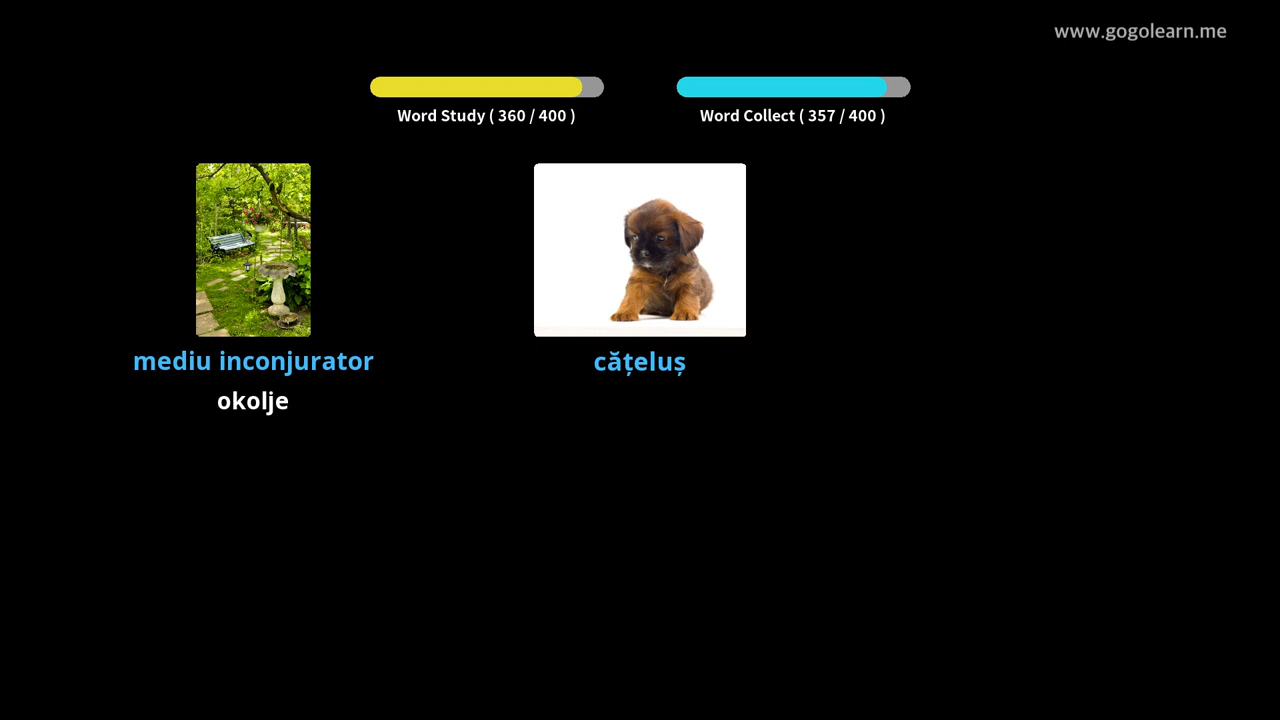 www.gogolearn.me
Word Study ( 360 / 400 )
Word Collect ( 357 / 400 )
mediu inconjurator
okolje
cățeluș